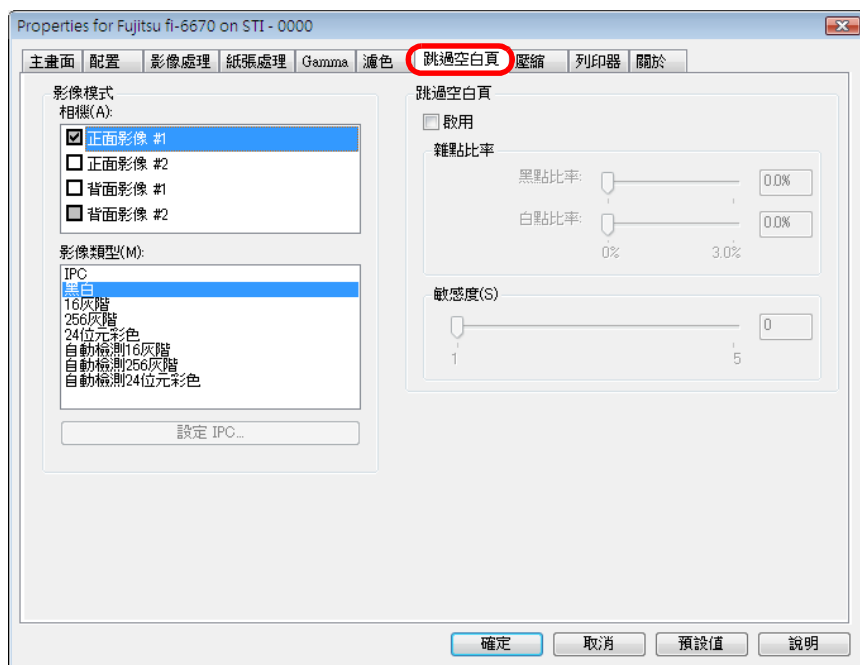 Properties for Fujitsu fi-6670 on STI - 0000
主畫面 配置 影像處理 紙張處理 Gamma 濾色 跳過空白頁 壓縮 列印器 關於
影像模式
相機(A):
正面影像 #1
正面影像 #2
背面影像 #1
背面影像 #2
影像類型(M):
IPC
黑白
16灰階
256灰階
24位元彩色
自動檢測16灰階
自動檢測256灰階
自動檢測24位元彩色
設定 IPC...
跳過空白頁
啟用
雜點比率
黑點比率: 0.0%
白點比率: 0.0%
0% 3.0%
敏感度(S)
0
1 5
確定 取消 預設值 說明